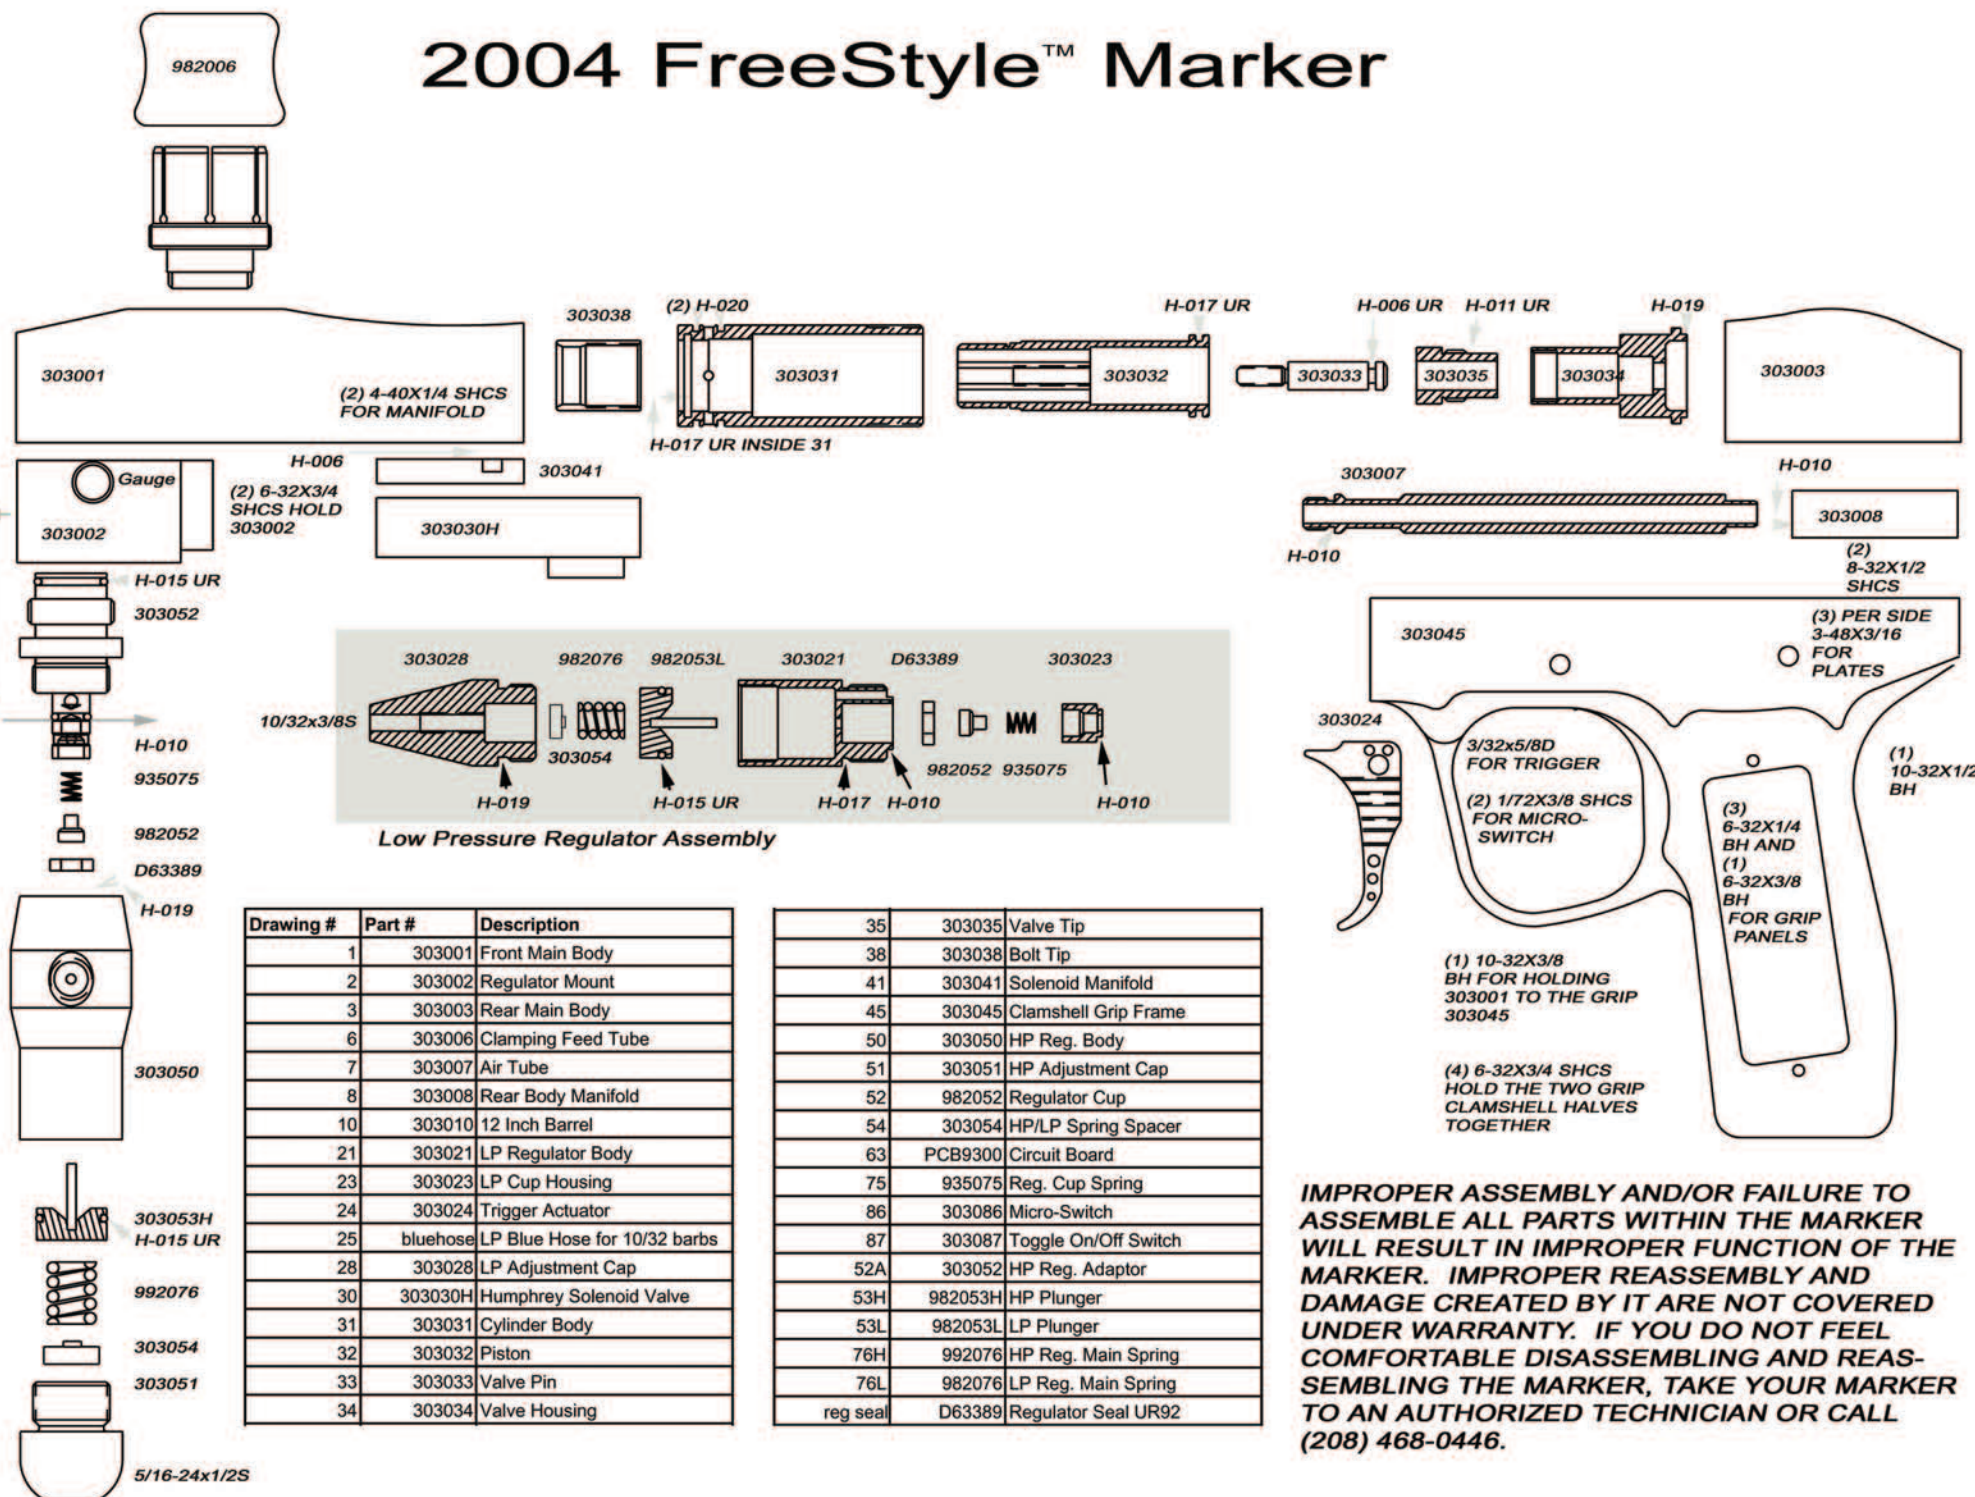 2004 FreeStyle™ Marker
982006
303001
(2) 4-40X1/4 SHCS
FOR MANIFOLD
303038
(2) H-020
303031
H-017 UR INSIDE 31
H-017 UR
303032
H-006 UR
303033
H-011 UR
303035
H-019
303034
303003
Gauge
303002
(2) 6-32X3/4
SHCS HOLD
303002
H-006
303041
303030H
303007
H-010
H-010
303008
(2)
8-32X1/2
SHCS
H-015 UR
303052
H-010
935075
982052
D63389
H-019
303050
303053H
H-015 UR
992076
303054
303051
5/16-24x1/2S
303028
982076
982053L
303021
D63389
303023
10/32x3/8S
303054
982052
935075
H-019
H-015 UR
H-017
H-010
H-010
Low Pressure Regulator Assembly
303045
(3) PER SIDE
3-48X3/16
FOR
PLATES
303024
3/32x5/8D
FOR TRIGGER
(2) 1/72X3/8 SHCS
FOR MICRO-
SWITCH
(1)
10-32X1/2
BH
(3)
6-32X1/4
BH AND
(1)
6-32X3/8
BH
FOR GRIP
PANELS
(1) 10-32X3/8
BH FOR HOLDING
303001 TO THE GRIP
303045
(4) 6-32X3/4 SHCS
HOLD THE TWO GRIP
CLAMSHELL HALVES
TOGETHER
Drawing # Part # Description
1 303001 Front Main Body
2 303002 Regulator Mount
3 303003 Rear Main Body
6 303006 Clamping Feed Tube
7 303007 Air Tube
8 303008 Rear Body Manifold
10 303010 12 Inch Barrel
21 303021 LP Regulator Body
23 303023 LP Cup Housing
24 303024 Trigger Actuator
25 bluehose LP Blue Hose for 10/32 barbs
28 303028 LP Adjustment Cap
30 303030H Humphrey Solenoid Valve
31 303031 Cylinder Body
32 303032 Piston
33 303033 Valve Pin
34 303034 Valve Housing
35 303035 Valve Tip
38 303038 Bolt Tip
41 303041 Solenoid Manifold
45 303045 Clamshell Grip Frame
50 303050 HP Reg. Body
51 303051 HP Adjustment Cap
52 982052 Regulator Cup
54 303054 HP/LP Spring Spacer
63 PCB9300 Circuit Board
75 935075 Reg. Cup Spring
86 303086 Micro-Switch
87 303087 Toggle On/Off Switch
52A 303052 HP Reg. Adaptor
53H 982053H HP Plunger
53L 982053L LP Plunger
76H 992076 HP Reg. Main Spring
76L 982076 LP Reg. Main Spring
reg seal D63389 Regulator Seal UR92
IMPROPER ASSEMBLY AND/OR FAILURE TO
ASSEMBLE ALL PARTS WITHIN THE MARKER
WILL RESULT IN IMPROPER FUNCTION OF THE
MARKER. IMPROPER REASSEMBLY AND
DAMAGE CREATED BY IT ARE NOT COVERED
UNDER WARRANTY. IF YOU DO NOT FEEL
COMFORTABLE DISASSEMBLING AND REAS-
SEMBLING THE MARKER, TAKE YOUR MARKER
TO AN AUTHORIZED TECHNICIAN OR CALL
(208) 468-0446.